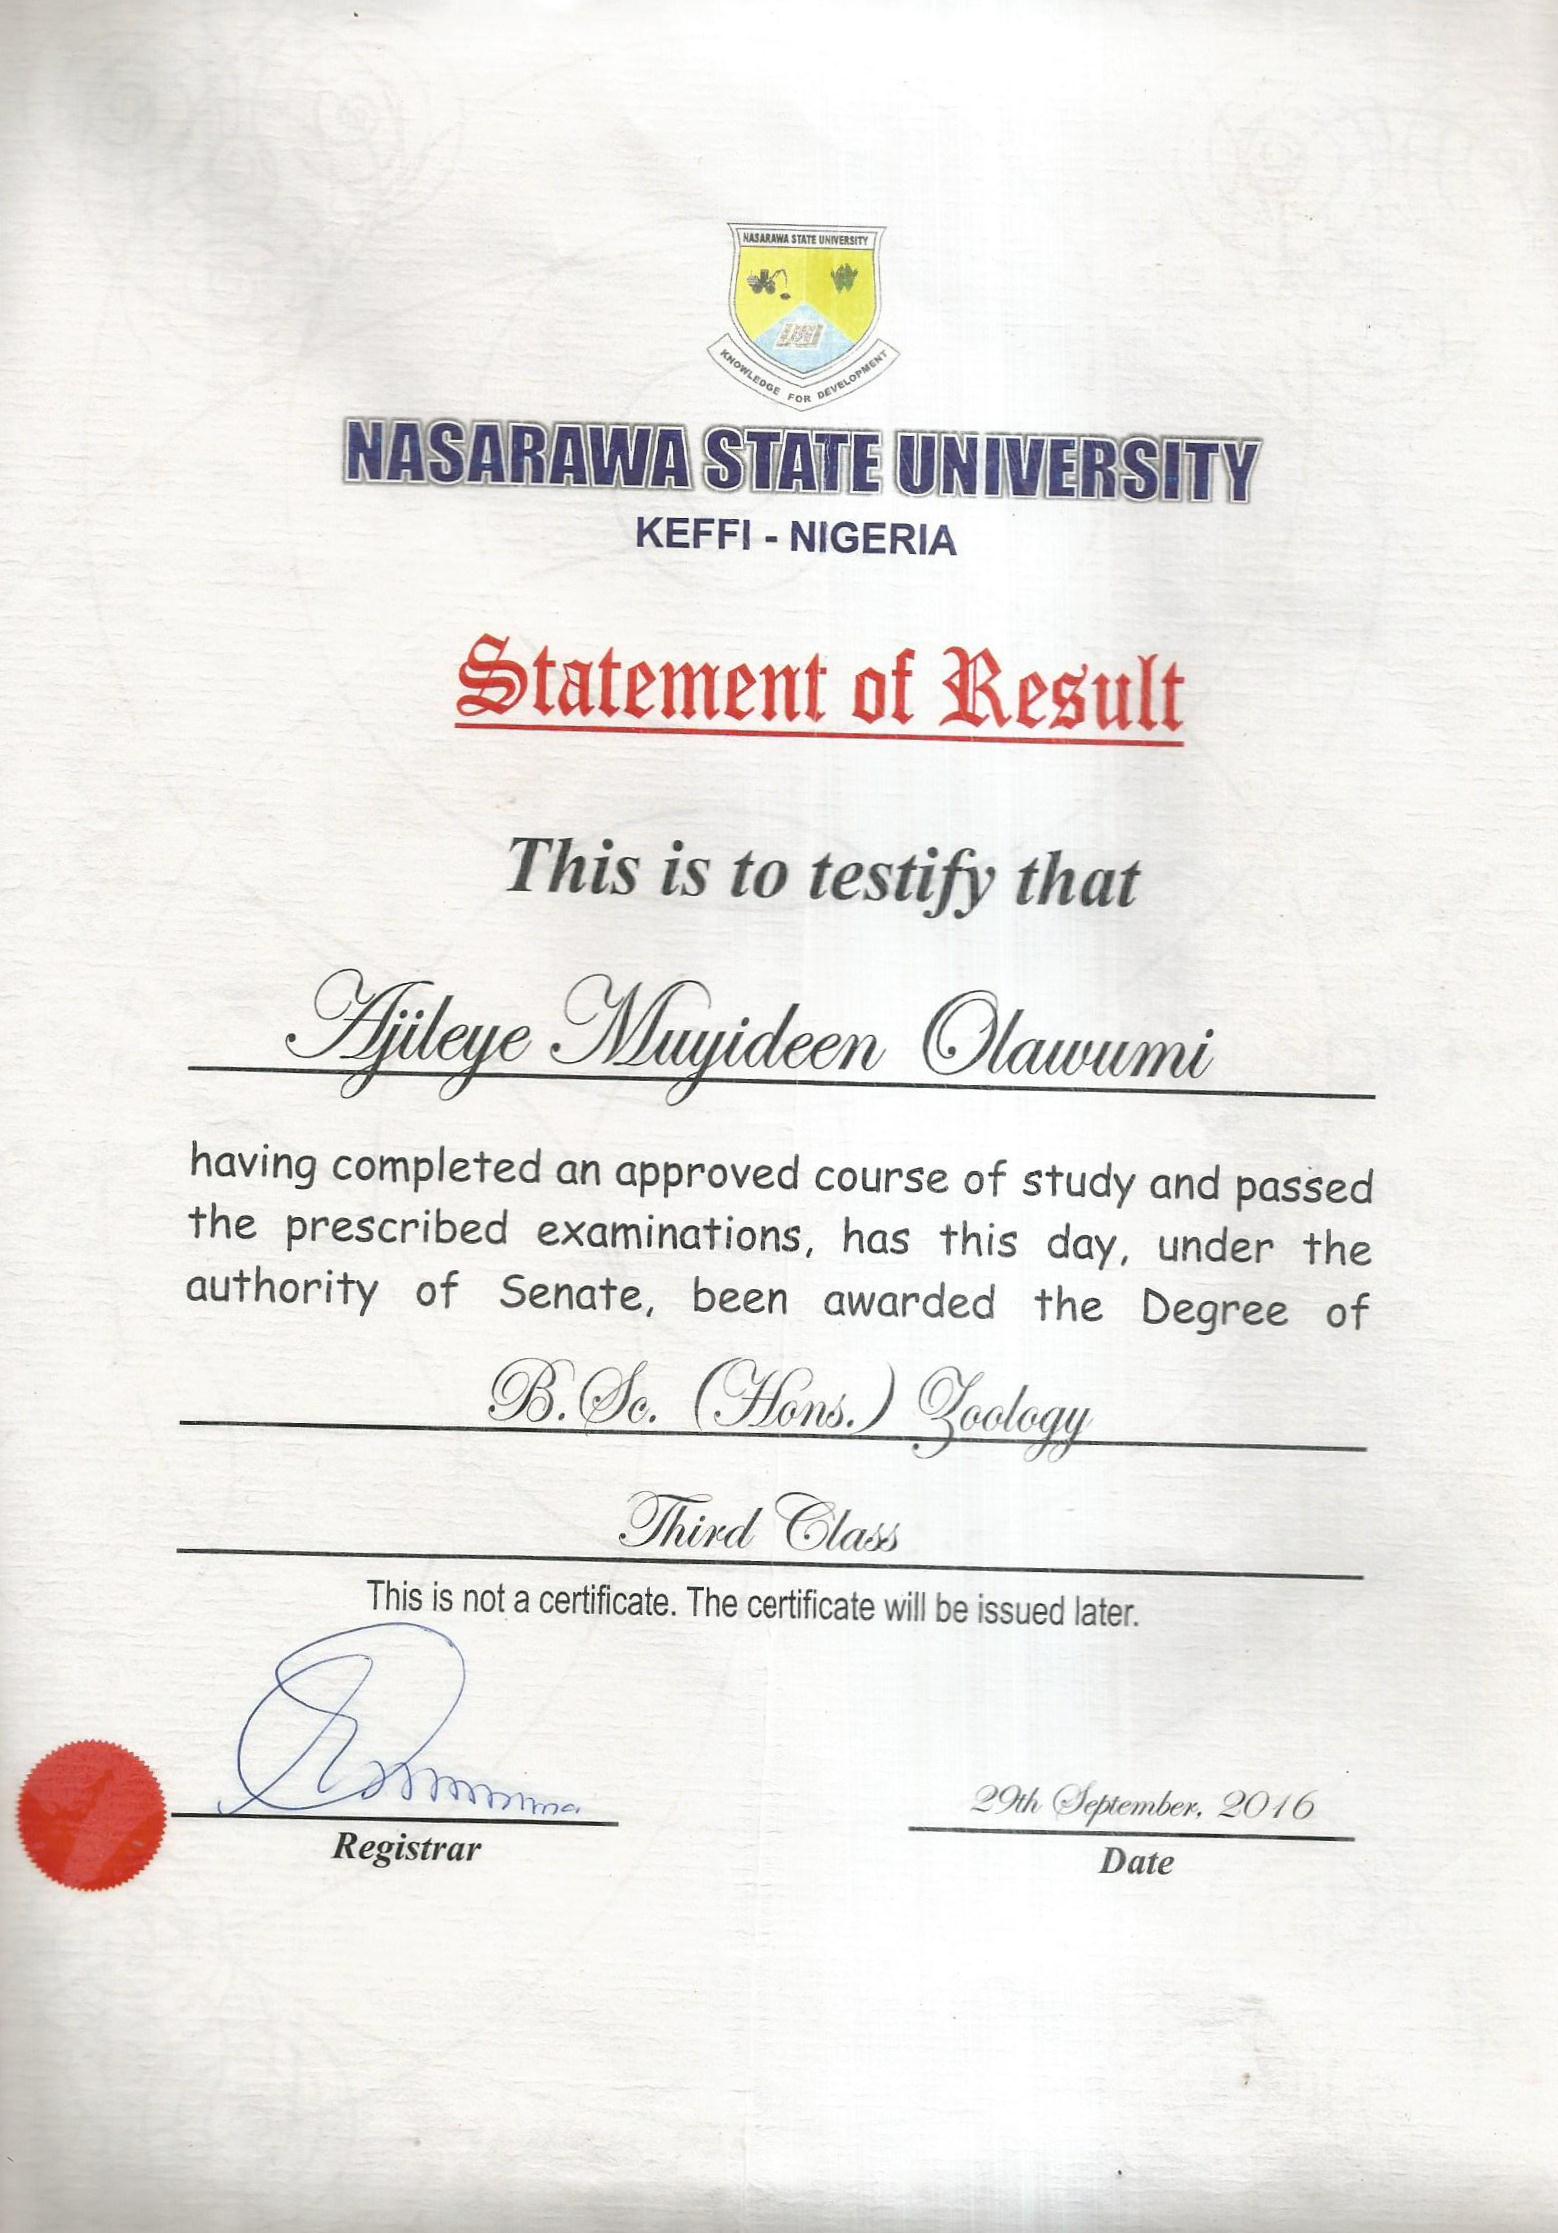 NASARAWA STATE UNIVERSITY
KNOWLEDGE FOR DEVELOPMENT
NASARAWA STATE UNIVERSITY
KEFFI - NIGERIA
Statement of Result
This is to testify that
Ajileye Muyideen Olawumi
having completed an approved course of study and passed
the prescribed examinations, has this day, under the
authority of Senate, been awarded the Degree of
B.Sc. (Hons.) Zoology
Third Class
This is not a certificate. The certificate will be issued later.
29th September, 2016
Registrar
Date